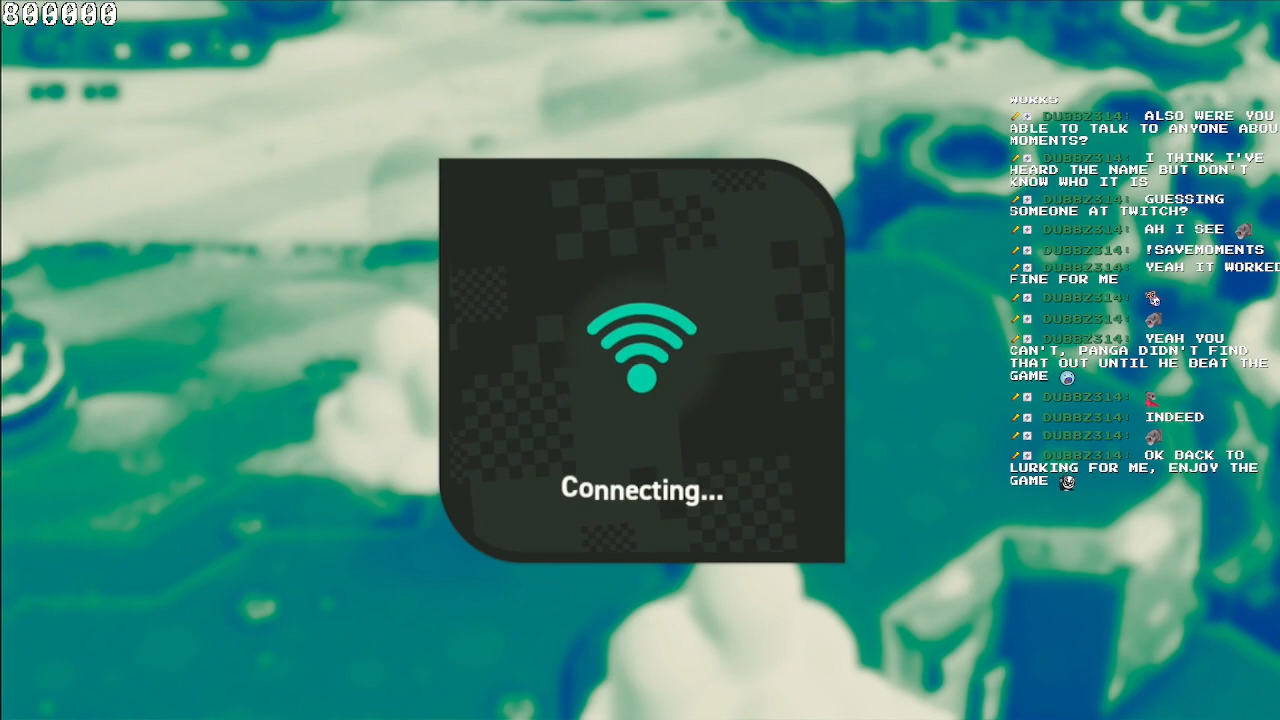 800000
WORKS
DUBBZ314: ALSO WERE YOU
ABLE TO TALK TO ANYONE ABOU
MOMENTS?
DUBBZ314: I THINK I'VE
HEARD THE NAME BUT DON'T
KNOW WHO IT IS
DUBBZ314: GUESSING
SOMEONE AT TWITCH?
DUBBZ314: AH I SEE
DUBBZ314: !SAVEMOMENTS
DUBBZ314: YEAH IT WORKED
FINE FOR ME
DUBBZ314:
DUBBZ314:
DUBBZ314: YEAH YOU
CAN'T, PANGA DIDN'T FIND
THAT OUT UNTIL HE BEAT THE
GAME
DUBBZ314:
DUBBZ314: INDEED
DUBBZ314:
DUBBZ314: OK BACK TO
LURKING FOR ME, ENJOY THE
GAME
Connecting...